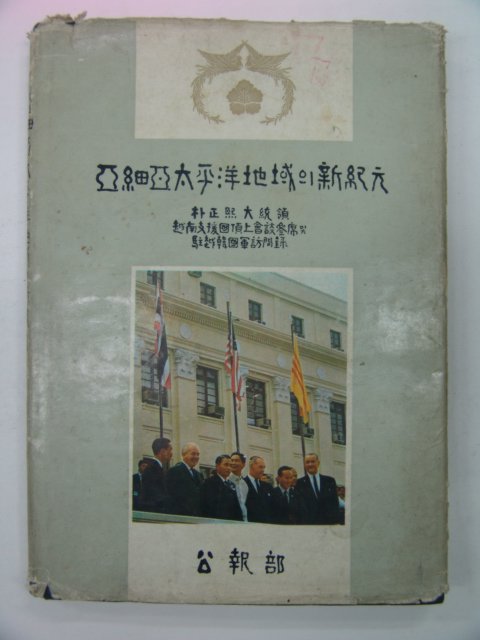 亞細亞太平洋地域의新紀元
朴正熙大統領
越南支援國頂上會談參席및
駐越韓國軍訪問錄
公報部